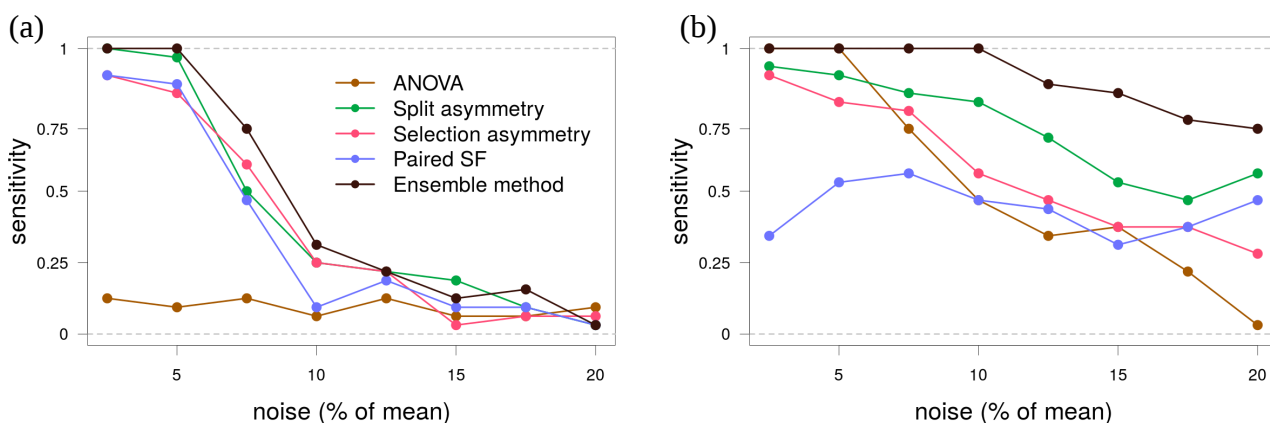 (a)
sensitivity
1
0.75
0.5
0.25
0
5
10
15
20
noise (% of mean)
ANOVA
Split asymmetry
Selection asymmetry
Paired SF
Ensemble method
(b)
sensitivity
1
0.75
0.5
0.25
0
5
10
15
20
noise (% of mean)